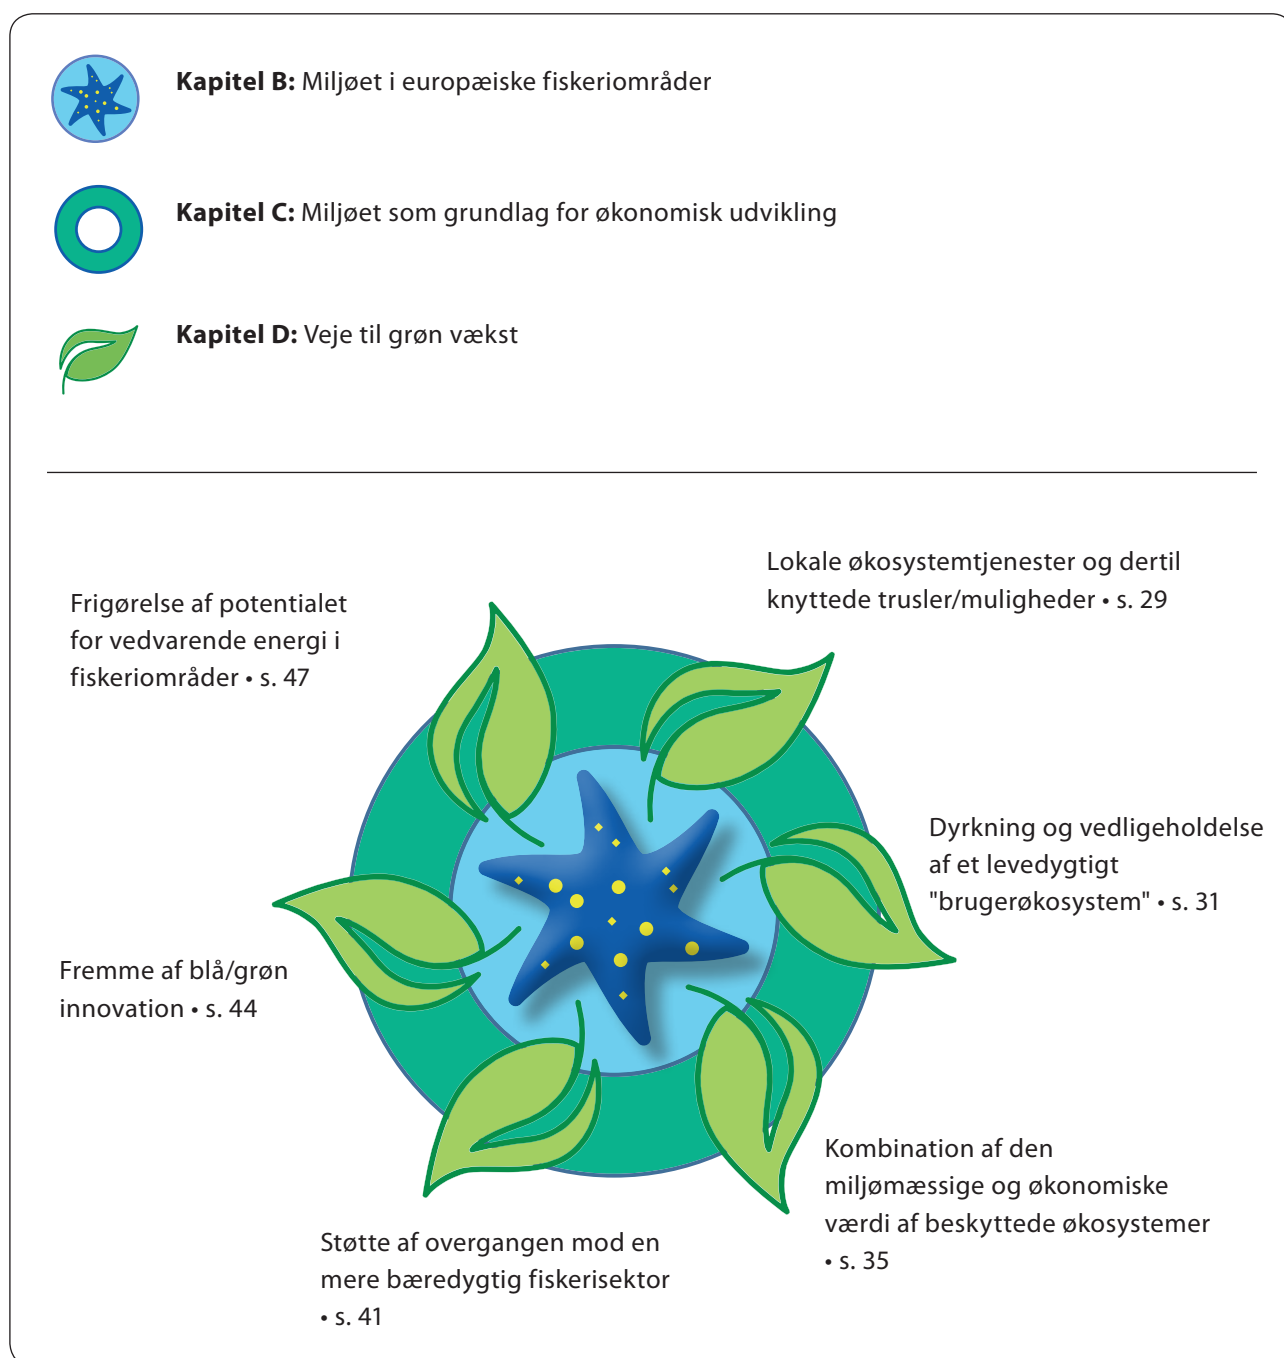 Kapitel B: Miljøet i europæiske fiskeriområder
Kapitel C: Miljøet som grundlag for økonomisk udvikling
Kapitel D: Veje til grøn vækst
Lokale økosystemtjenester og dertil
knyttede trusler/muligheder • s. 29
Frigørelse af potentialet
for vedvarende energi i
fiskeriområder • s. 47
Dyrkning og vedligeholdelse
af et levedygtigt
"brugerøkosystem" • s. 31
Fremme af blå/grøn
innovation • s. 44
Kombination af den
miljømæssige og økonomiske
værdi af beskyttede økosystemer
• s. 35
Støtte af overgangen mod en
mere bæredygtig fiskerisektor
• s. 41